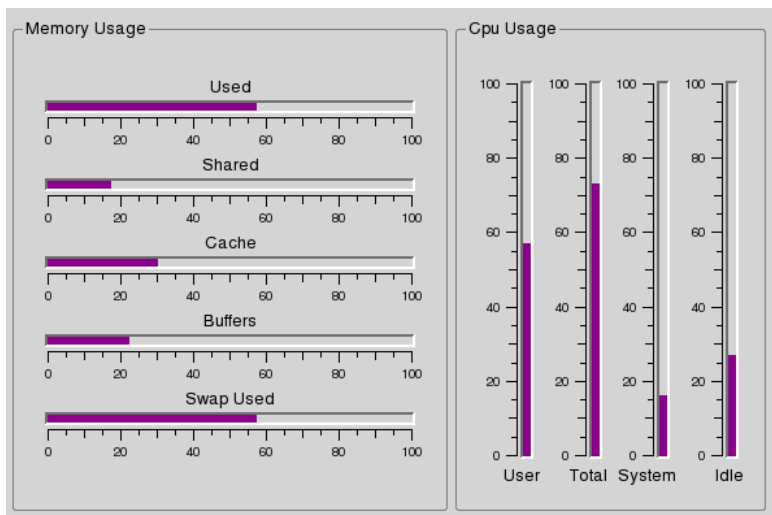 Memory Usage
Used
0 20 40 60 80 100
Shared
0 20 40 60 80 100
Cache
0 20 40 60 80 100
Buffers
0 20 40 60 80 100
Swap Used
0 20 40 60 80 100
Cpu Usage
100 100 100 100
80 80 80 80
60 60 60 60
40 40 40 40
20 20 20 20
0 0 0 0
User Total System Idle